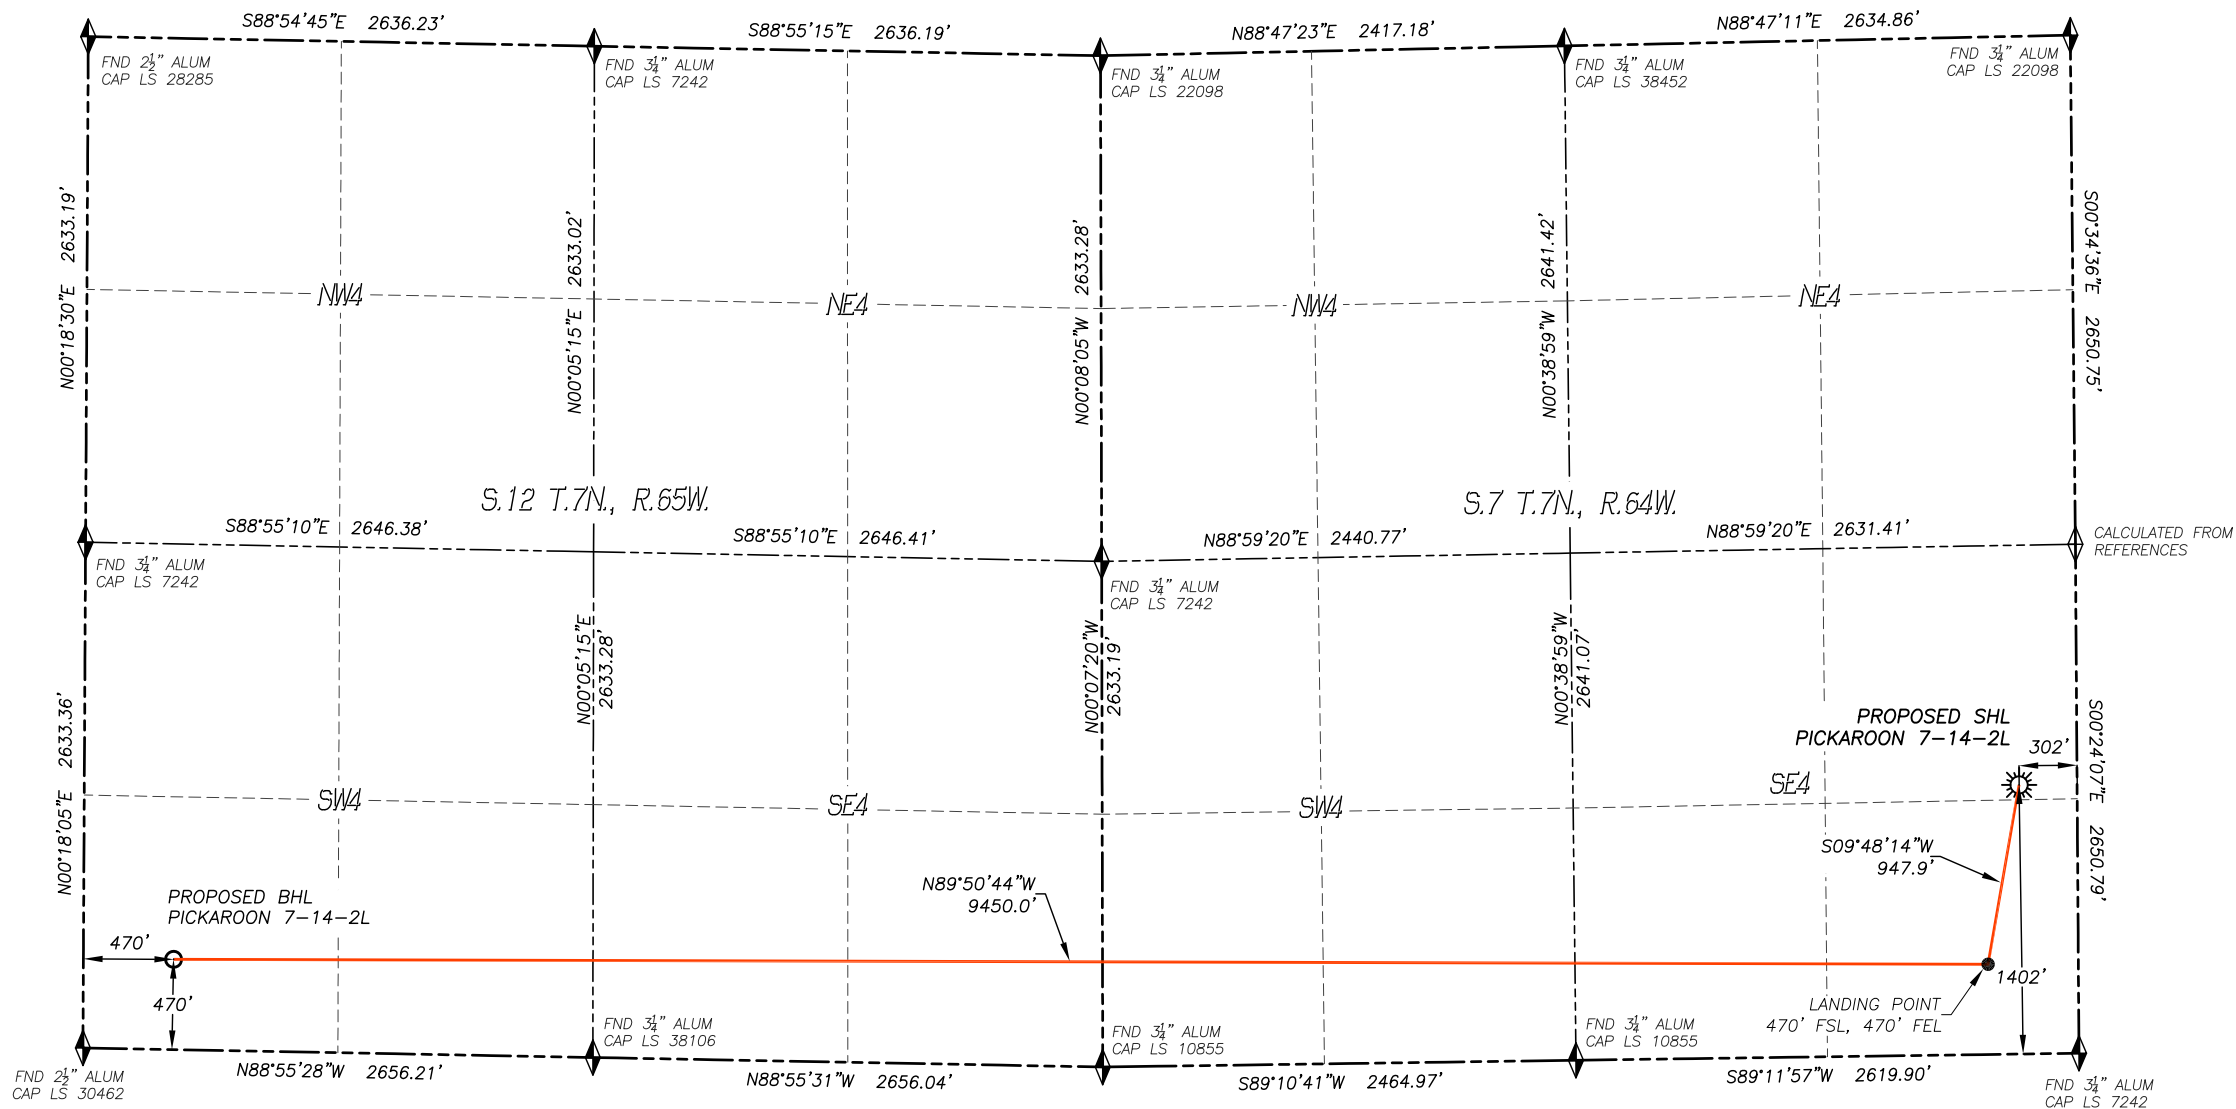 S88°54'45"E 2636.23'
S88°55'15"E 2636.19'
N88°47'23"E 2417.18'
N88°47'11"E 2634.86'
FND 2½" ALUM
CAP LS 28285
FND 3¼" ALUM
CAP LS 7242
FND 3¼" ALUM
CAP LS 22098
FND 3¼" ALUM
CAP LS 38452
FND 3¼" ALUM
CAP LS 22098
N00°18'30"E 2633.19'
N00°05'15"E 2633.02'
N00°08'05"W 2633.28'
N00°38'59"W 2641.42'
S00°34'36"E 2650.75'
NW4
NE4
NW4
NE4
S.12 T.7N., R.65W.
S.7 T.7N., R.64W.
S88°55'10"E 2646.38'
S88°55'10"E 2646.41'
N88°59'20"E 2440.77'
N88°59'20"E 2631.41'
CALCULATED FROM
REFERENCES
FND 3¼" ALUM
CAP LS 7242
FND 3¼" ALUM
CAP LS 7242
N00°18'05"E 2633.36'
N00°05'15"E
2633.28'
N00°07'20"W
2633.19'
N00°38'59"W
2641.07'
S00°24'07"E 2650.79'
PROPOSED SHL
PICKAROON 7-14-2L
302'
SW4
SE4
SW4
SE4
S09°48'14"W
947.9'
PROPOSED BHL
PICKAROON 7-14-2L
N89°50'44"W
9450.0'
470'
470'
1402'
LANDING POINT
470' FSL, 470' FEL
FND 3¼" ALUM
CAP LS 38106
FND 3¼" ALUM
CAP LS 10855
FND 3¼" ALUM
CAP LS 10855
FND 2½" ALUM
CAP LS 30462
N88°55'28"W 2656.21'
N88°55'31"W 2656.04'
S89°10'41"W 2464.97'
S89°11'57"W 2619.90'
FND 3¼" ALUM
CAP LS 7242